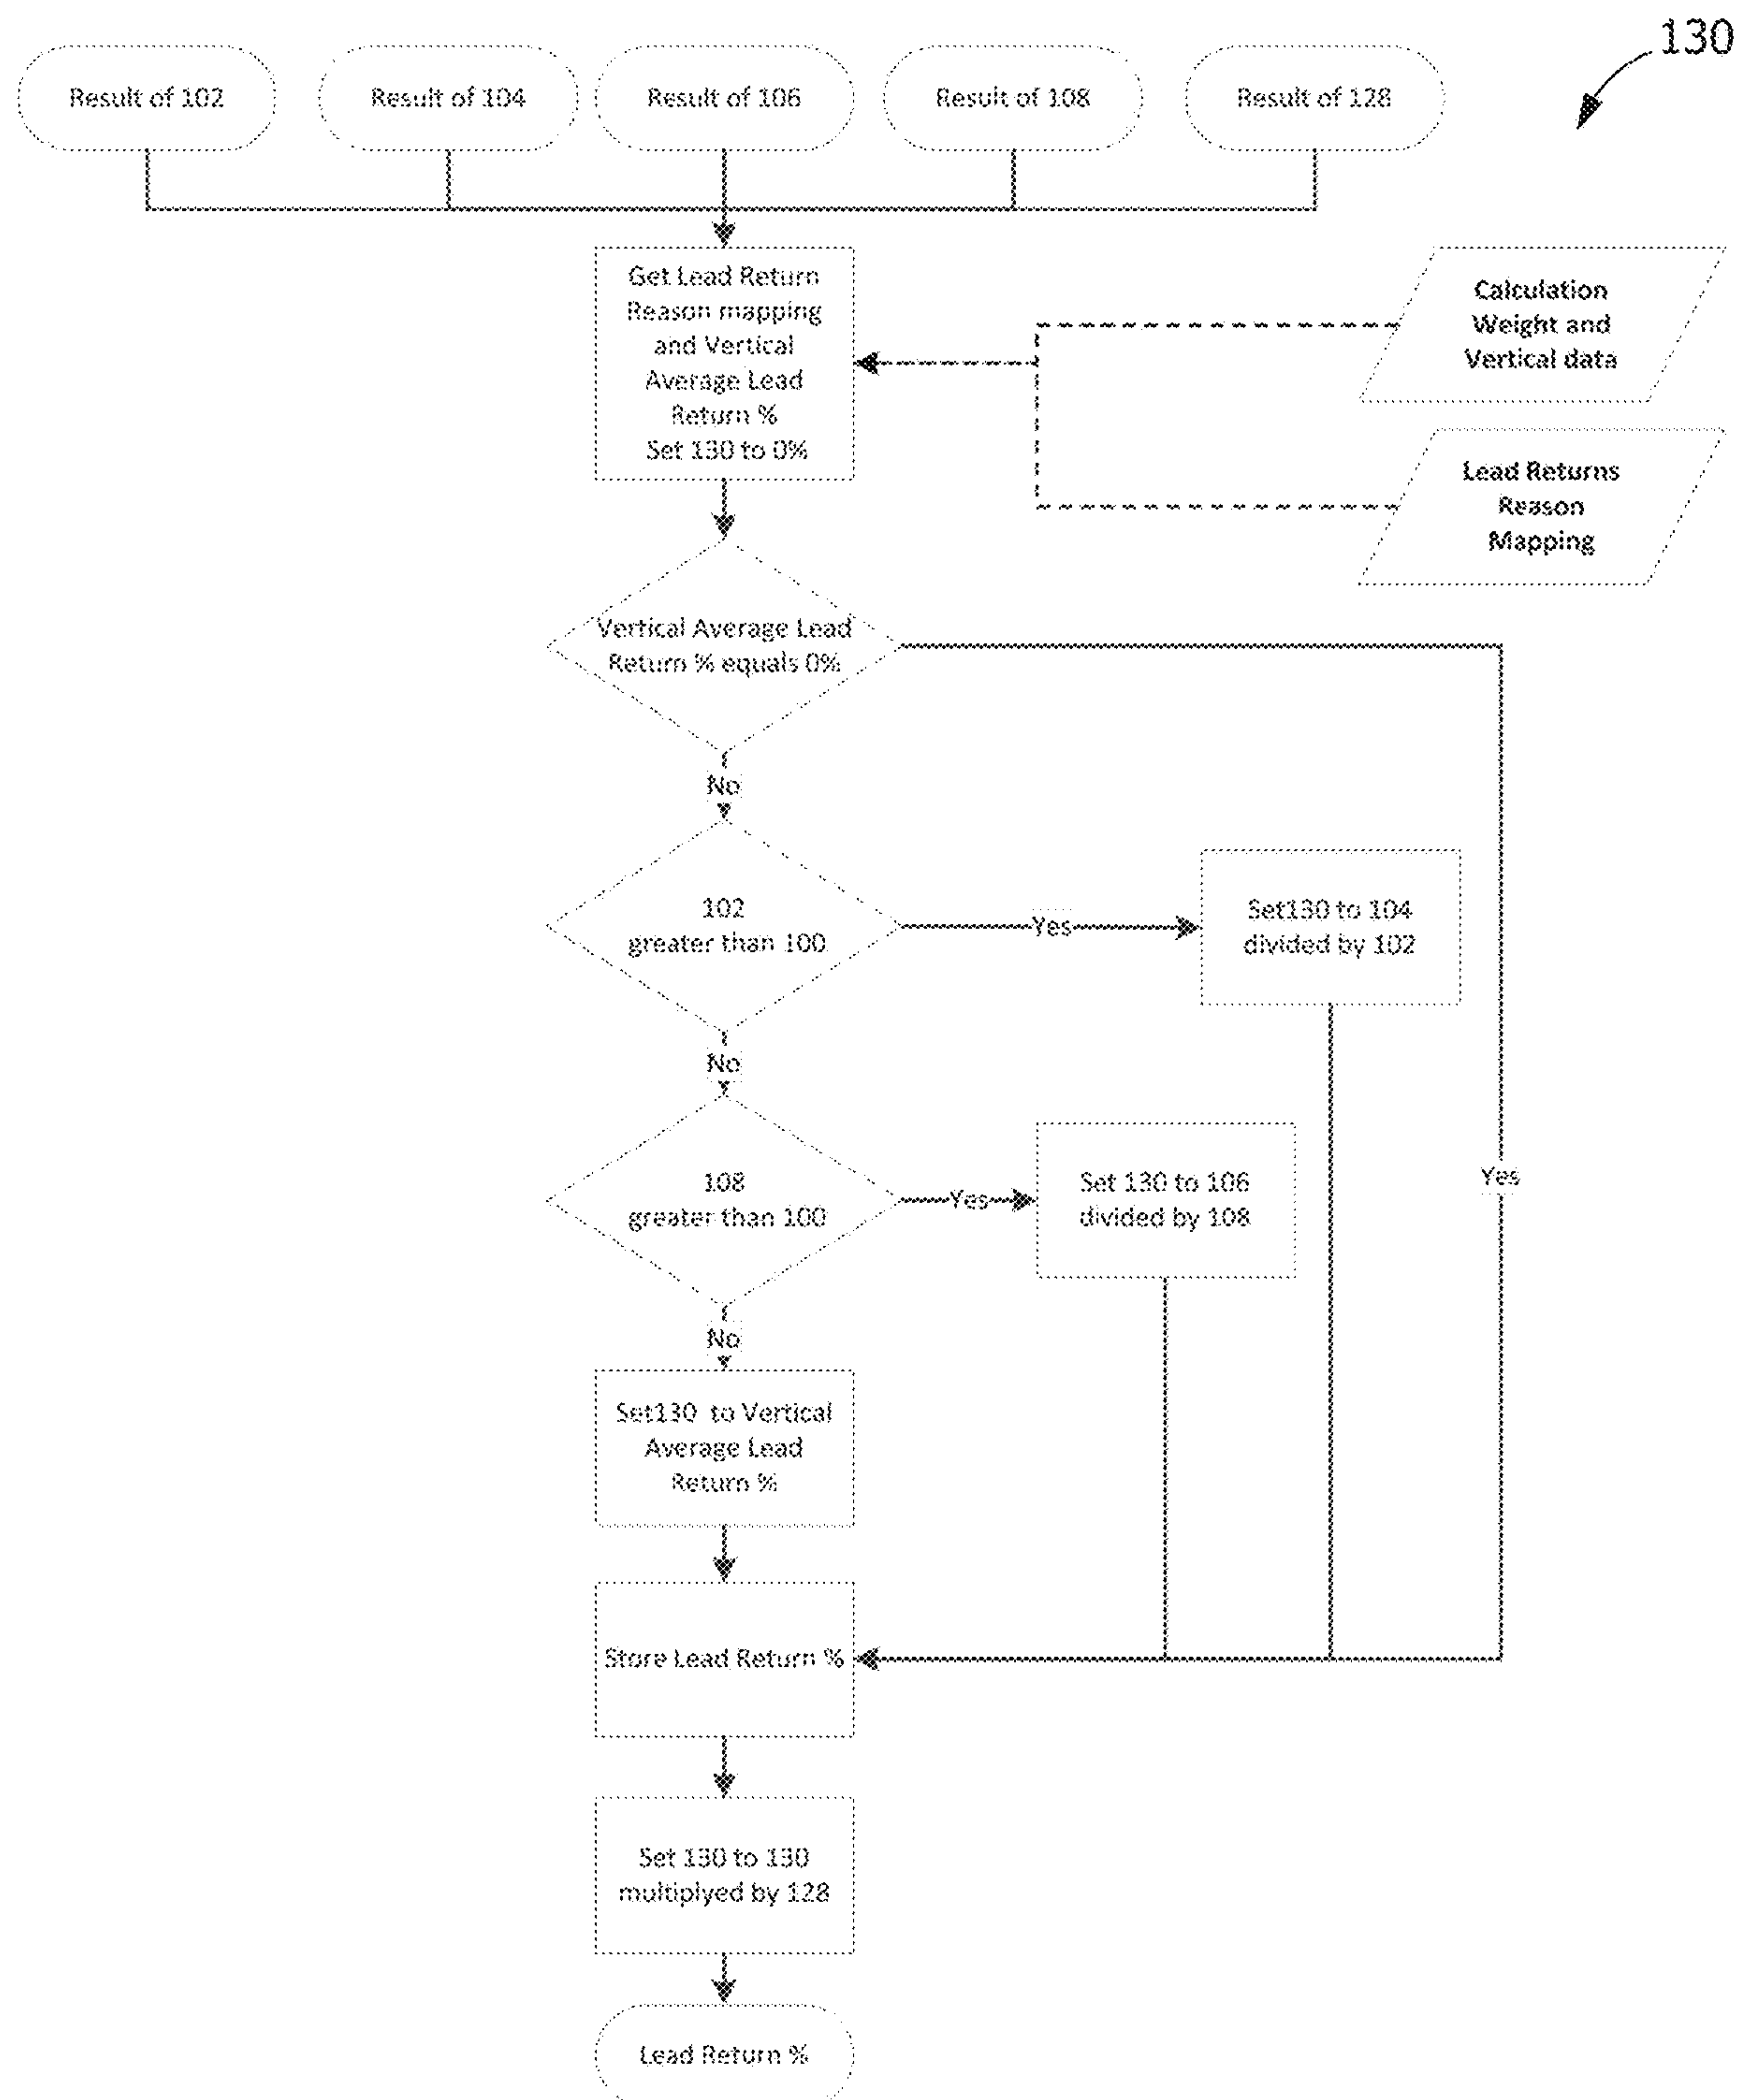 130
Result of 102
Result of 104
Result of 106
Result of 108
Result of 128
Get Lead Return
Reason mapping
and Vertical
Average Lead
Return %
Set 130 to 0%
Calculation
Weight and
Vertical data
Lead Returns
Reason
Mapping
Vertical Average Lead
Return % equals 0%
No
102
greater than 100
Yes
Set130 to 104
divided by 102
No
108
greater than 100
Yes
Set 130 to 106
divided by 108
Yes
No
Set130 to Vertical
Average Lead
Return %
Store Lead Return %
Set 130 to 130
multiplyed by 128
Lead Return %